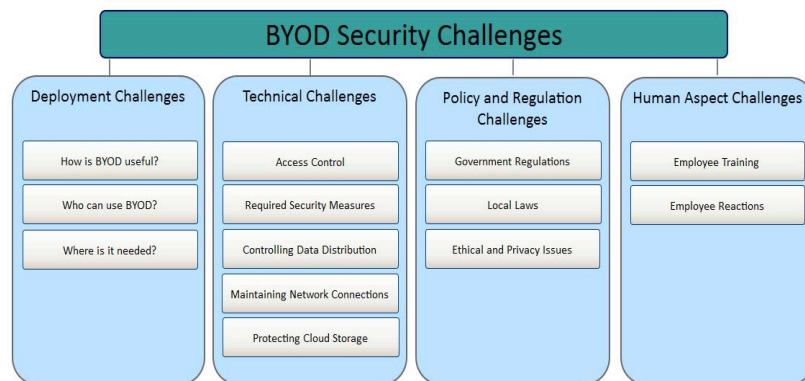 BYOD Security Challenges
Deployment Challenges
How is BYOD useful?
Who can use BYOD?
Where is it needed?
Technical Challenges
Access Control
Required Security Measures
Controlling Data Distribution
Maintaining Network Connections
Protecting Cloud Storage
Policy and Regulation
Challenges
Government Regulations
Local Laws
Ethical and Privacy Issues
Human Aspect Challenges
Employee Training
Employee Reactions